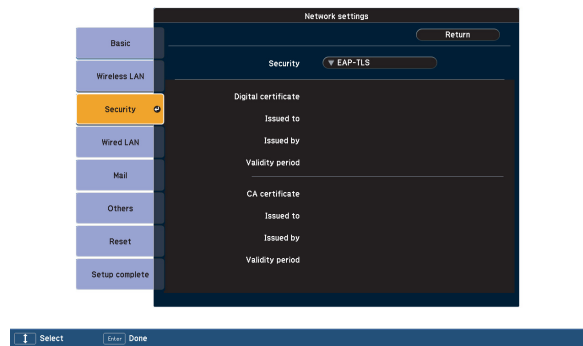 Network settings
Return
Basic
Wireless LAN
Security
Wired LAN
Mail
Others
Reset
Setup complete
Security ▼ EAP-TLS
Digital certificate
Issued to
Issued by
Validity period
CA certificate
Issued to
Issued by
Validity period
Select Enter Done